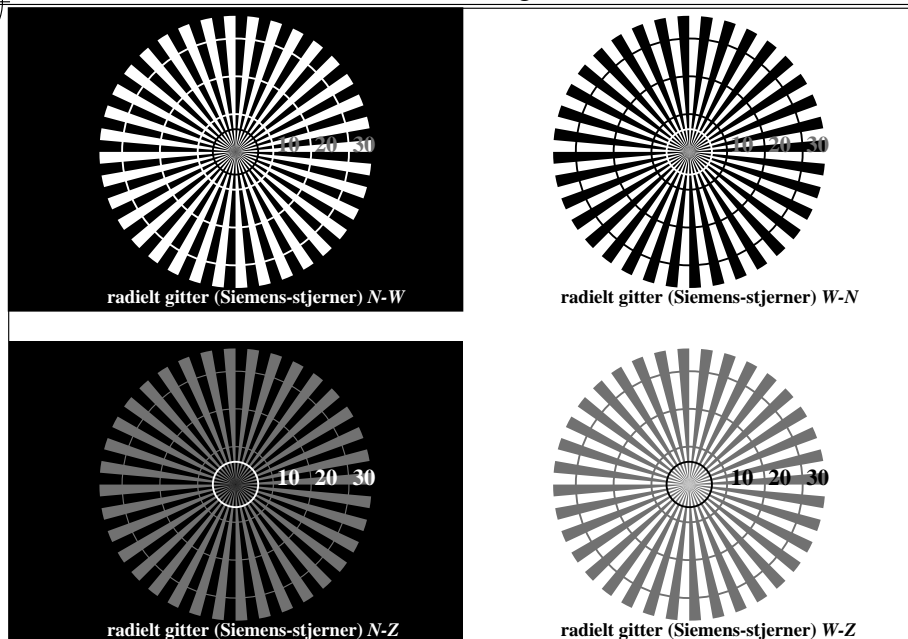 10 20 30
radielt gitter (Siemens-stjerner) N-W
10 20 30
radielt gitter (Siemens-stjerner) W-N
10 20 30
radielt gitter (Siemens-stjerner) N-Z
10 20 30
radielt gitter (Siemens-stjerner) W-Z